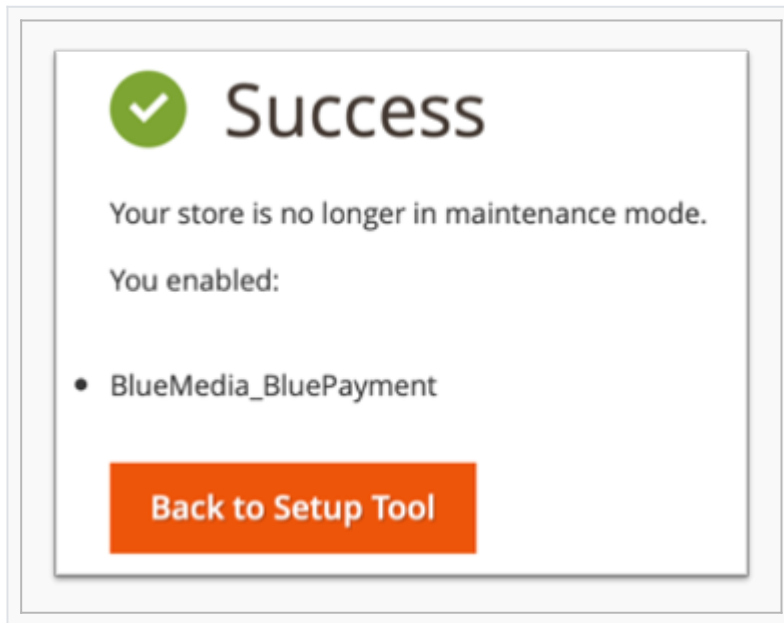 Success
Your store is no longer in maintenance mode.
You enabled:
• BlueMedia_BluePayment
Back to Setup Tool